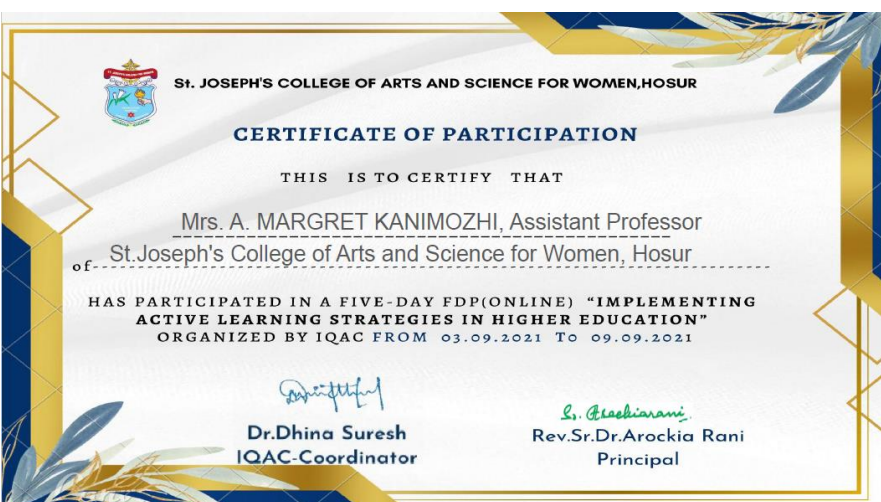 St. JOSEPH'S COLLEGE OF ARTS AND SCIENCE FOR WOMEN,HOSUR
CERTIFICATE OF PARTICIPATION
THIS IS TO CERTIFY THAT
Mrs. A. MARGRET KANIMOZHI, Assistant Professor
of St.Joseph's College of Arts and Science for Women, Hosur
HAS PARTICIPATED IN A FIVE-DAY FDP(ONLINE) "IMPLEMENTING
ACTIVE LEARNING STRATEGIES IN HIGHER EDUCATION"
ORGANIZED BY IQAC FROM 03.09.2021 To 09.09.2021
Dr.Dhina Suresh
IQAC-Coordinator
Rev.Sr.Dr.Arockia Rani
Principal